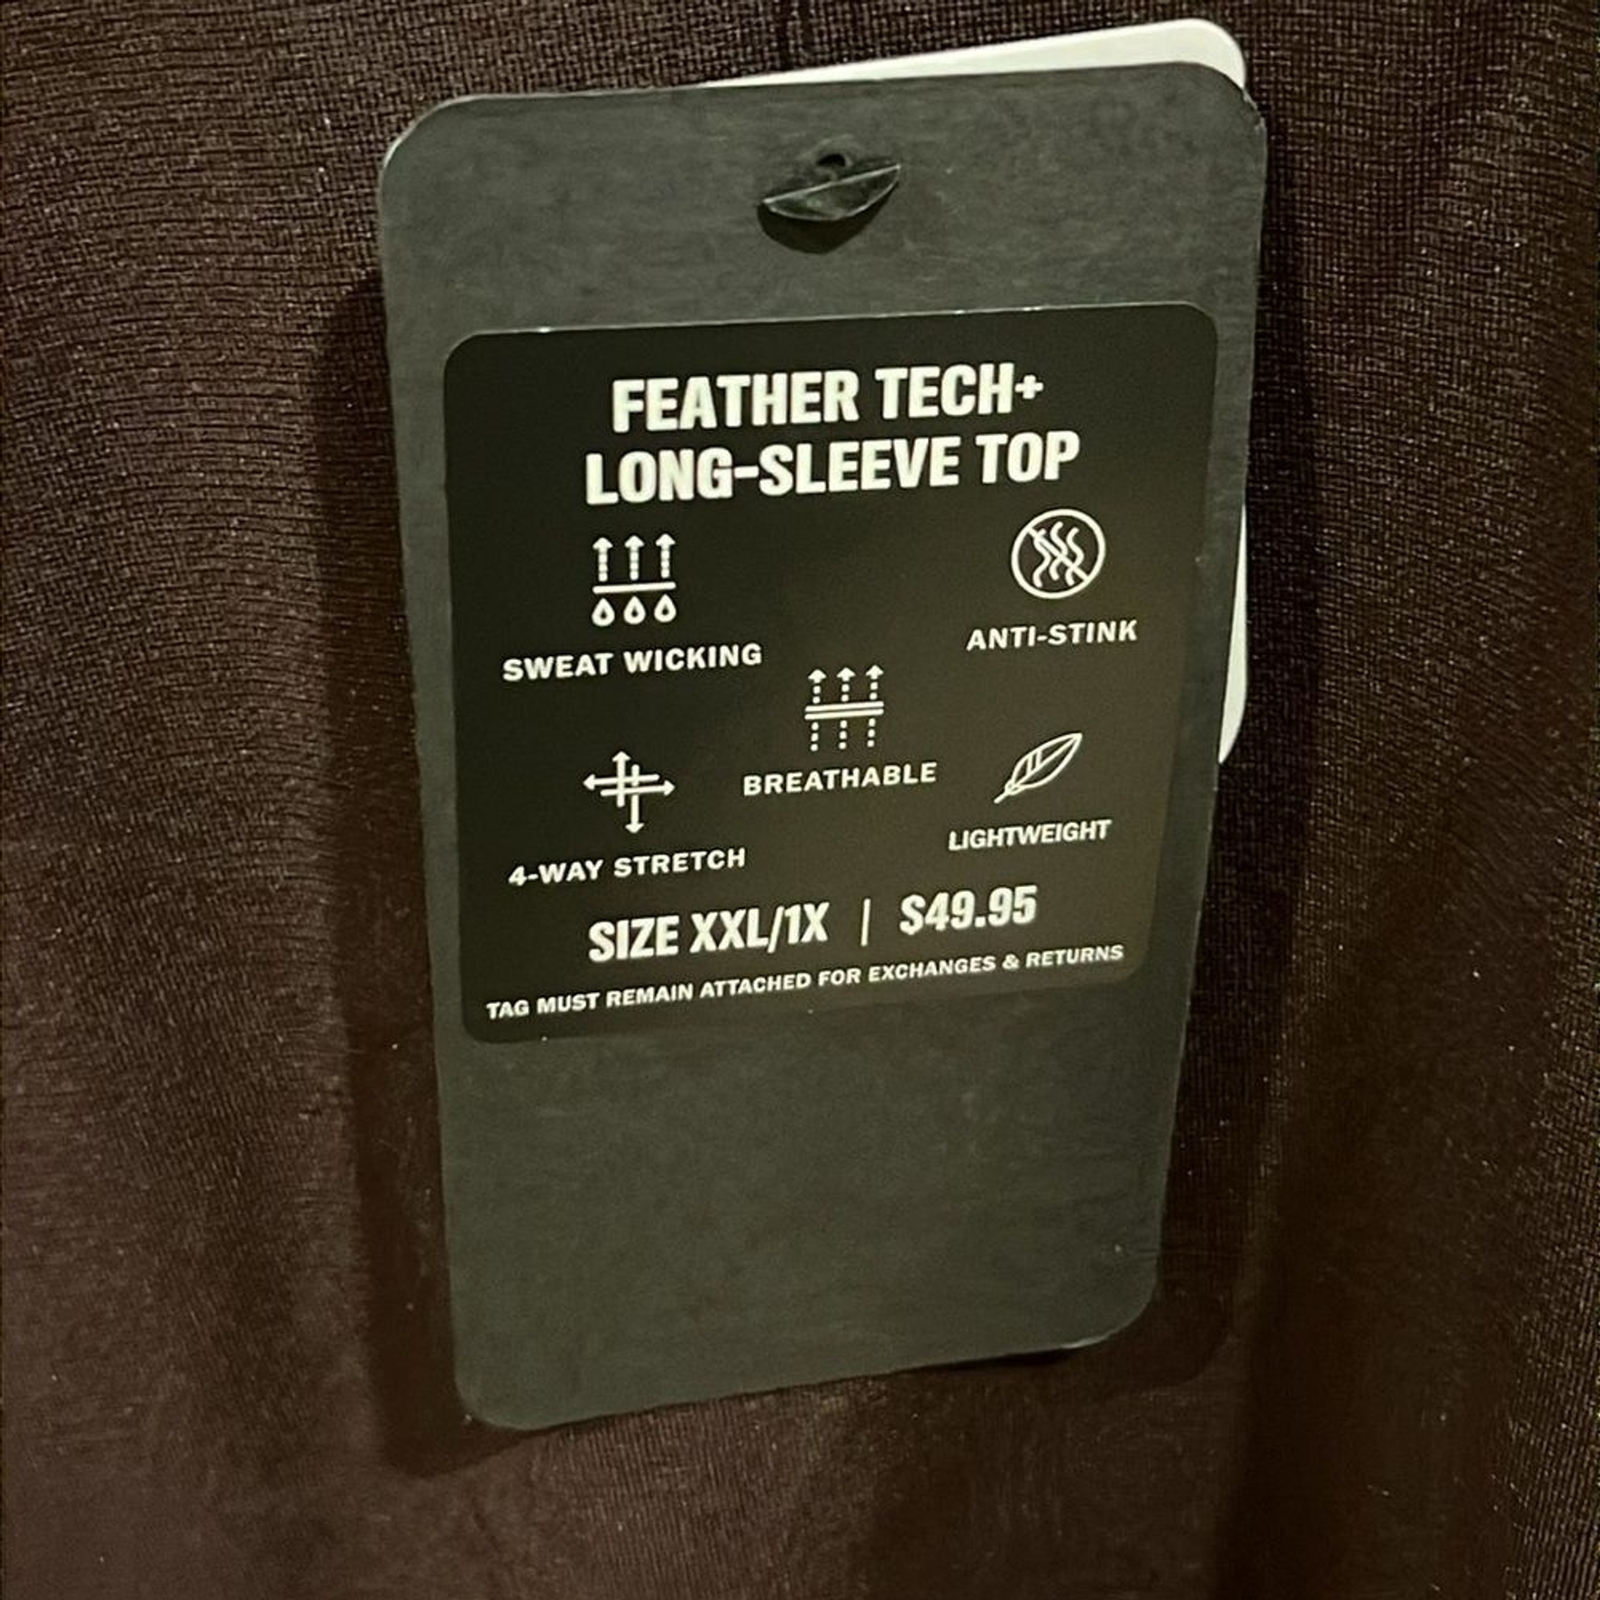 FEATHER TECH+
LONG-SLEEVE TOP
SWEAT WICKING
ANTI-STINK
BREATHABLE
4-WAY STRETCH
LIGHTWEIGHT
SIZE XXL/1X | $49.95
TAG MUST REMAIN ATTACHED FOR EXCHANGES & RETURNS